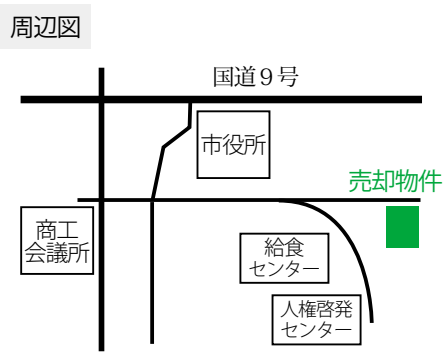 周辺図
国道９号
市役所
売却物件
商工
会議所
給食
センター
人権啓発
センター